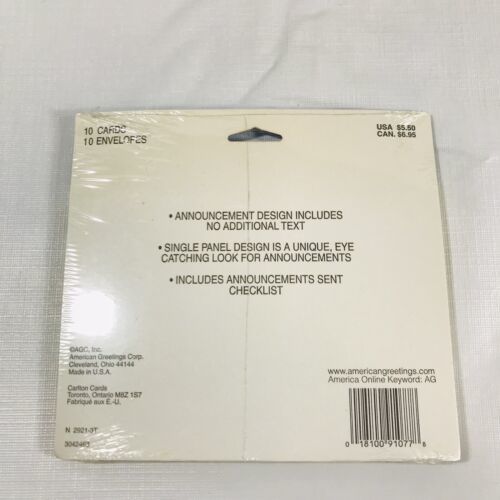 10 CARDS
10 ENVELOPES
USA $5.50
CAN. $6.95
• ANNOUNCEMENT DESIGN INCLUDES
NO ADDITIONAL TEXT
• SINGLE PANEL DESIGN IS A UNIQUE, EYE
CATCHING LOOK FOR ANNOUNCEMENTS
• INCLUDES ANNOUNCEMENTS SENT
CHECKLIST
©AGC, Inc.
American Greetings Corp.
Cleveland, Ohio 44144
Made in U.S.A.
Carlton Cards
Toronto, Ontario M8Z 1S7
Fabriqué aux É.-U.
N 2921-3T
3042463
www.americangreetings.com
America Online Keyword: AG
0 18100 91077 8